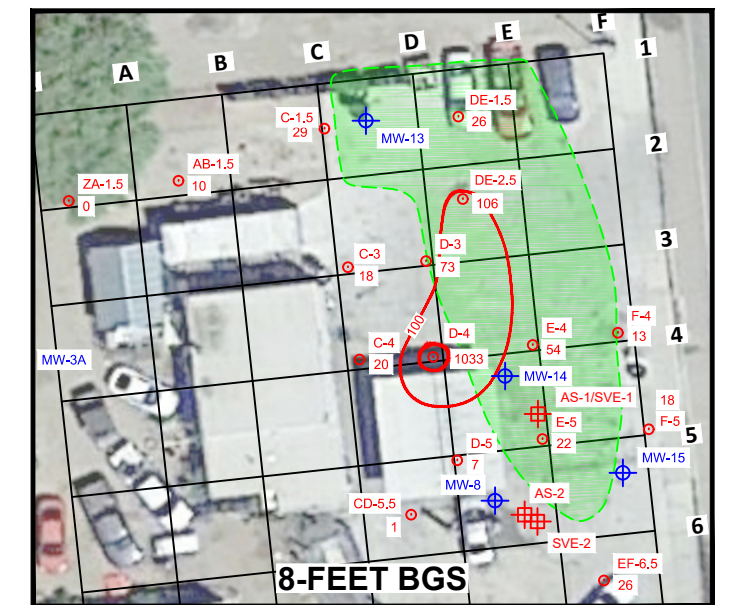 F
E
D
C
B
A
1
DE-1.5
26
C-1.5
29
MW-13
2
AB-1.5
10
ZA-1.5
0
DE-2.5
106
3
D-3
73
C-3
18
100
F-4
13
4
E-4
54
D-4
1033
C-4
20
MW-3A
MW-14
AS-1/SVE-1
18
F-5
E-5
22
5
D-5
7
MW-15
MW-8
AS-2
CD-5.5
1
6
SVE-2
EF-6.5
26
8-FEET BGS